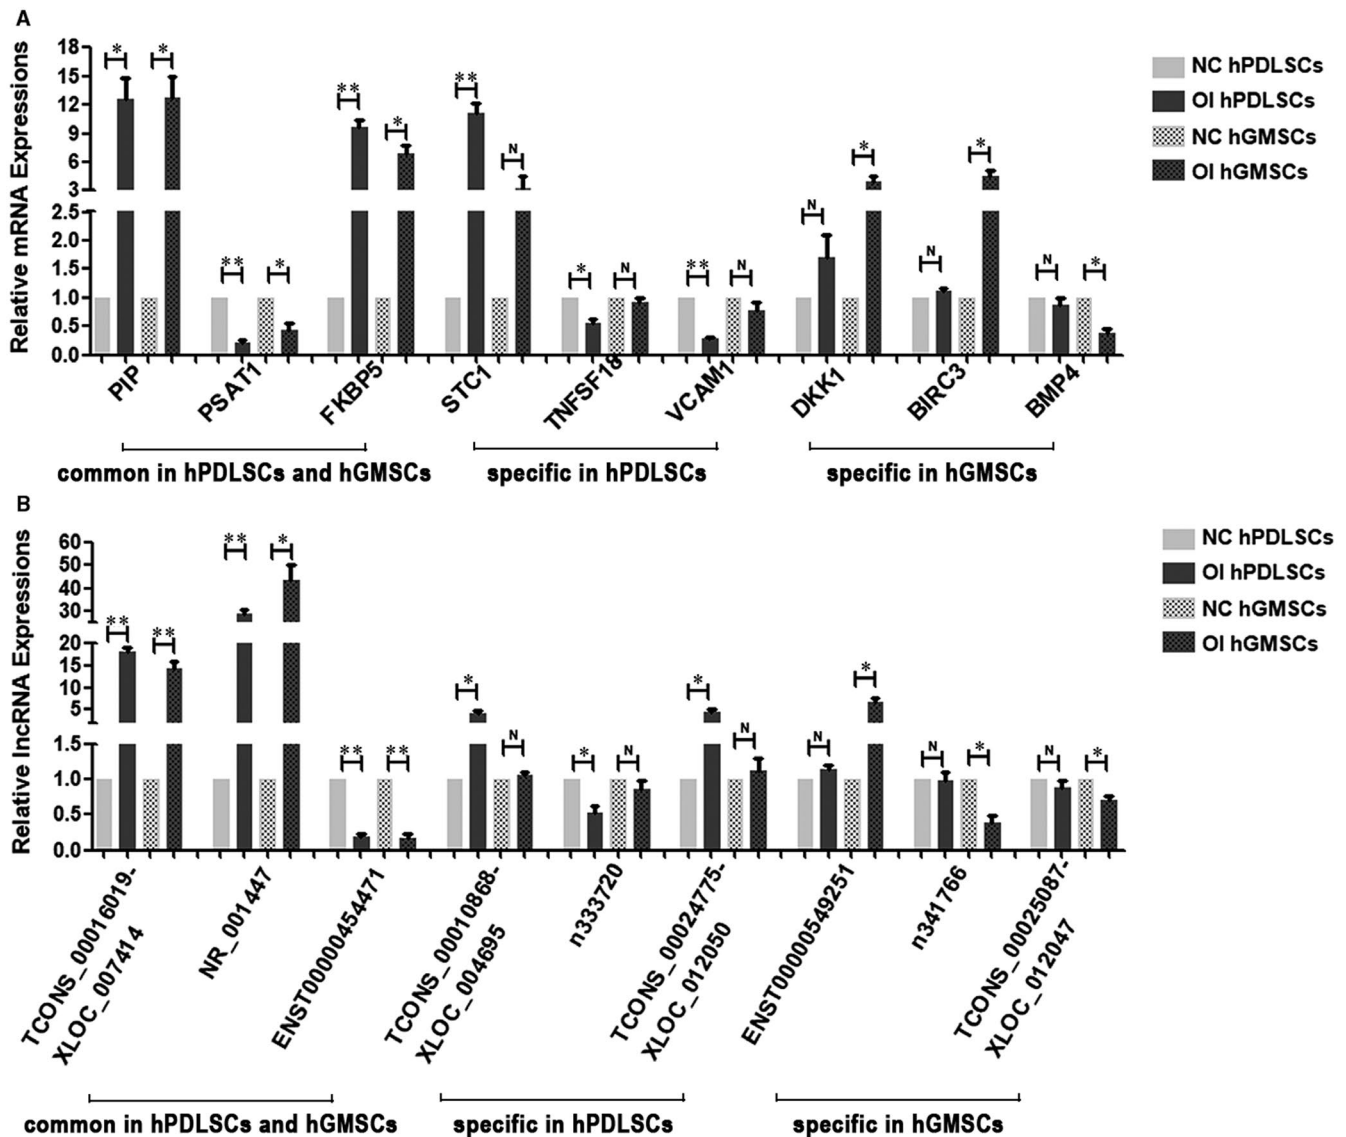 A
Relative mRNA Expressions
18
15
12
9
6
3
2.5
2.0
1.5
1.0
0.5
0.0
* * ** * ** * ** N * N ** N N * N * N *
PIP
PSAT1
FKBP5
STC1
TNFSF18
VCAM1
DKK1
BIRC3
BMP4
common in hPDLSCs and hGMSCs
specific in hPDLSCs
specific in hGMSCs
NC hPDLSCs
OI hPDLSCs
NC hGMSCs
OI hGMSCs
B
Relative lncRNA Expressions
60
50
40
30
20
15
10
5
1.5
1.0
0.5
0.0
** ** ** * ** ** * N * N * N N * N * N *
TCONS_00016019-
XLOC_007414
NR_001447
ENST00000454471
TCONS_00010868-
XLOC_004695
n333720
TCONS_00024775-
XLOC_012050
ENST00000549251
n341766
TCONS_00025087-
XLOC_012047
common in hPDLSCs and hGMSCs
specific in hPDLSCs
specific in hGMSCs
NC hPDLSCs
OI hPDLSCs
NC hGMSCs
OI hGMSCs